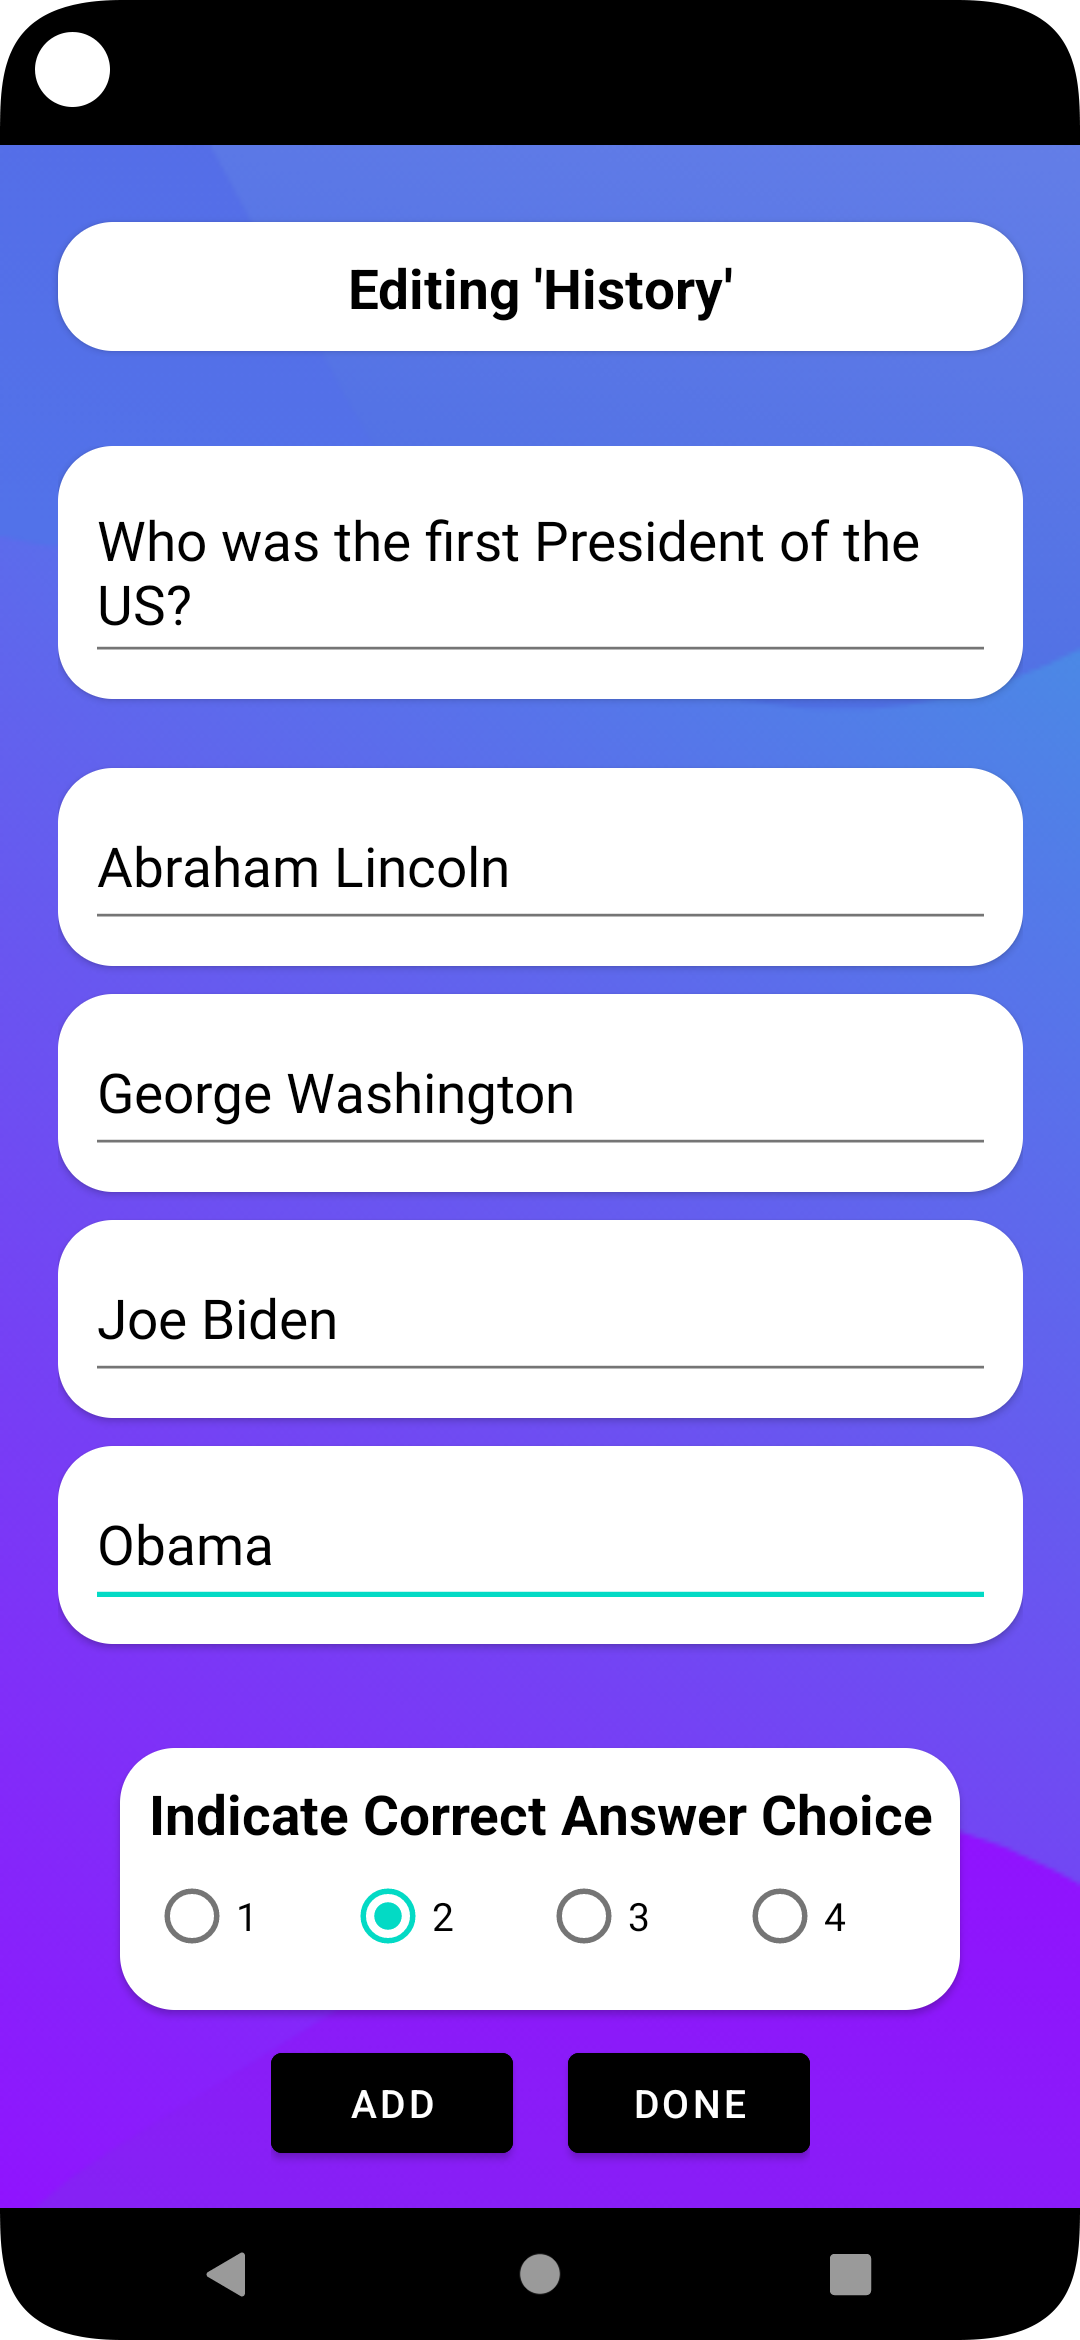 Editing 'History'
Who was the first President of the
US?
Abraham Lincoln
George Washington
Joe Biden
Obama
Indicate Correct Answer Choice
1 2 3 4
ADD DONE